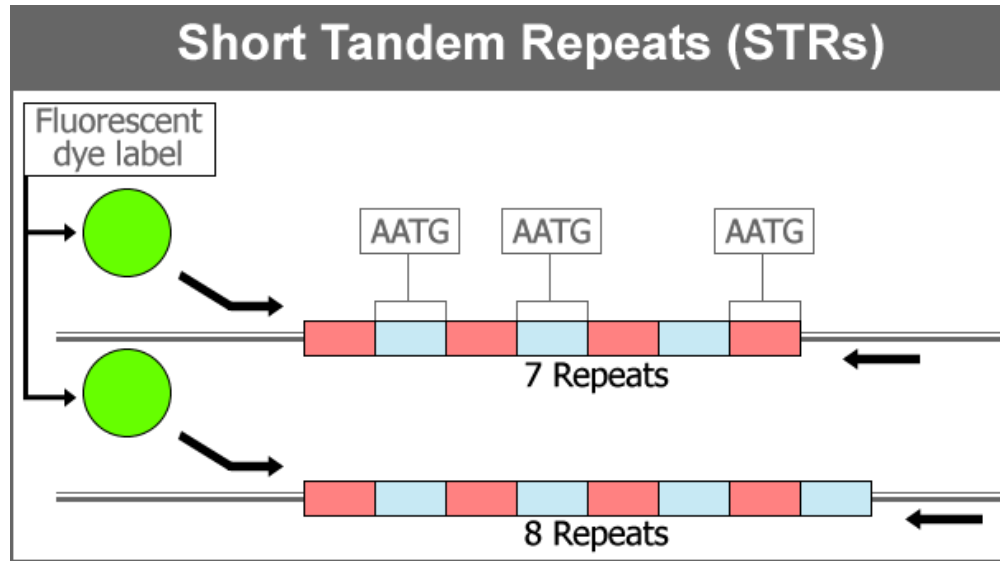 Short Tandem Repeats (STRs)
Fluorescent
dye label
AATG
AATG
AATG
7 Repeats
8 Repeats